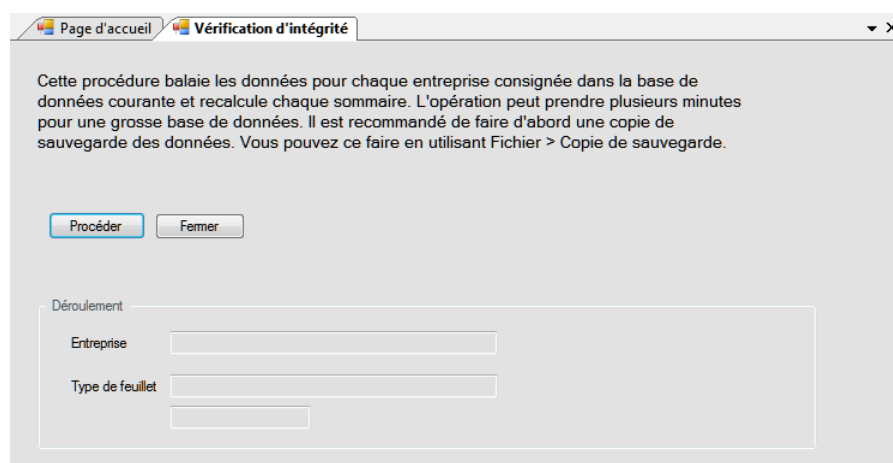 Page d'accueil Vérification d'intégrité
Cette procédure balaie les données pour chaque entreprise consignée dans la base de
données courante et recalcule chaque sommaire. L'opération peut prendre plusieurs minutes
pour une grosse base de données. Il est recommandé de faire d'abord une copie de
sauvegarde des données. Vous pouvez ce faire en utilisant Fichier > Copie de sauvegarde.
Procéder Fermer
Déroulement
Entreprise
Type de feuillet